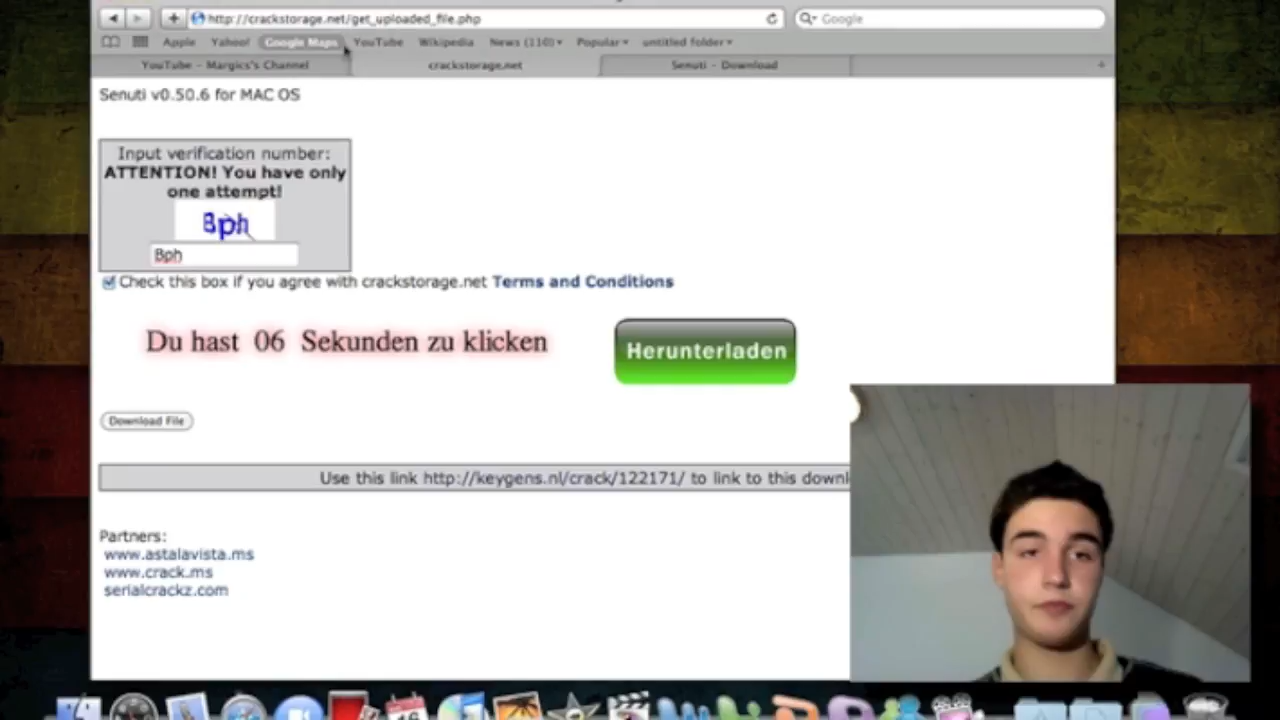 http://crackstorage.net/get_uploaded_file.php
Google
Apple
Yahoo!
Google Maps
YouTube
Wikipedia
News (110)
Popular
untitled folder
YouTube - Margics's Channel
crackstorage.net
Senuti - Download
Senuti v0.50.6 for MAC OS
Input verification number:
ATTENTION! You have only
one attempt!
Bph
Bph
Check this box if you agree with crackstorage.net Terms and Conditions
Du hast 06 Sekunden zu klicken
Herunterladen
Download File
Use this link http://keygens.nl/crack/122171/ to link to this downl
Partners:
www.astalavista.ms
www.crack.ms
serialcrackz.com